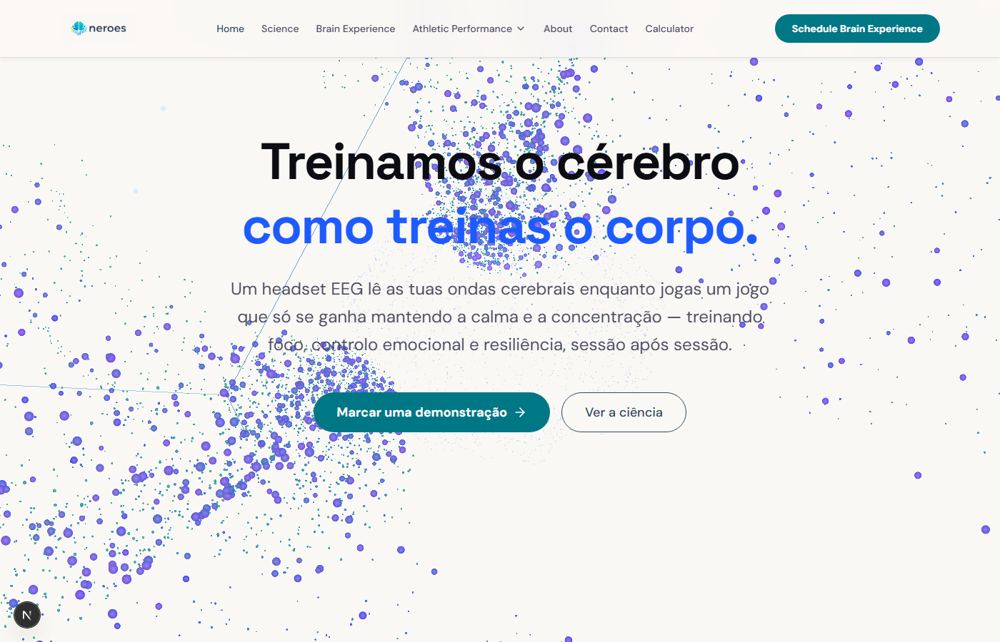 neroes
Home
Science
Brain Experience
Athletic Performance
About
Contact
Calculator
Schedule Brain Experience
Treinamos o cérebro
como treinas o corpo.
Um headset EEG lê as tuas ondas cerebrais enquanto jogas um jogo
que só se ganha mantendo a calma e a concentração — treinando
foco, controlo emocional e resiliência, sessão após sessão.
Marcar uma demonstração →
Ver a ciência
N